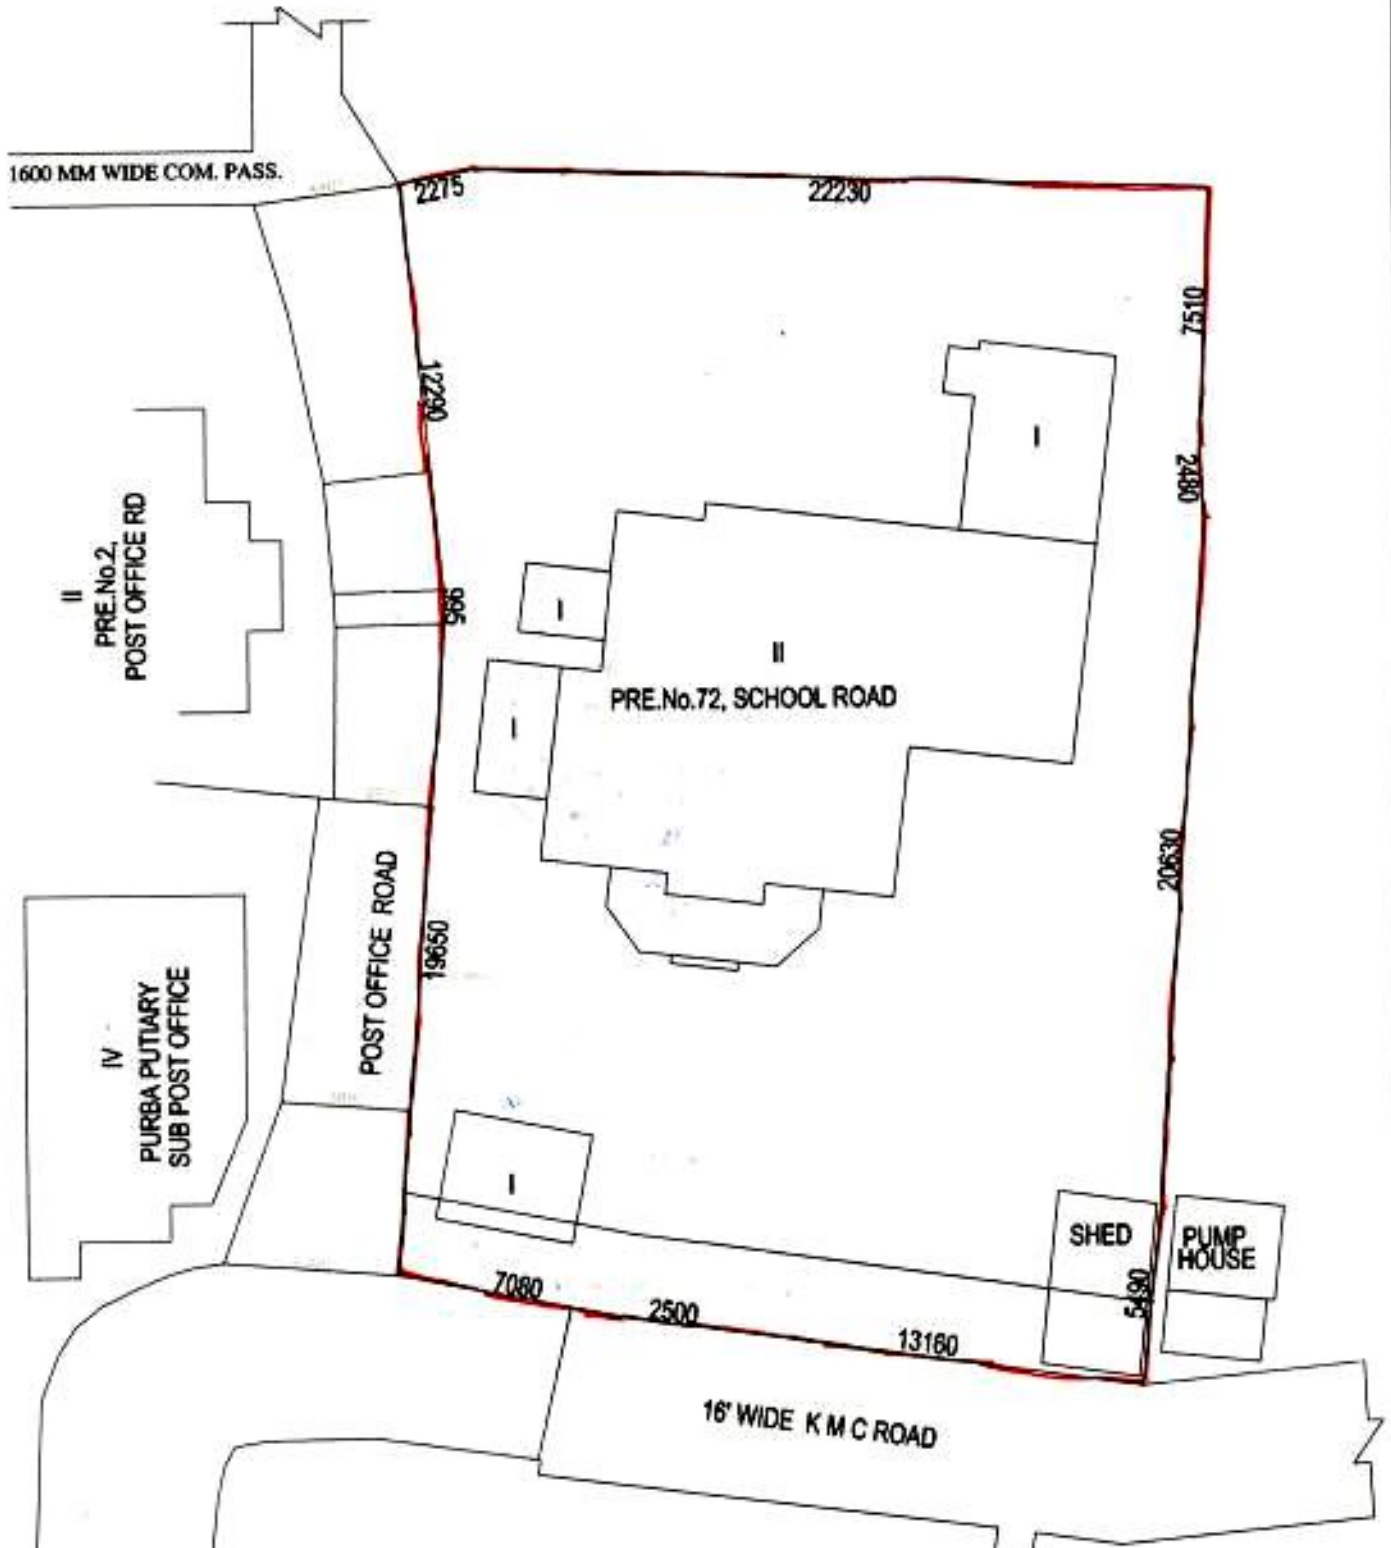 1600 MM WIDE COM. PASS.
2275
22230
7510
12290
2480
I
II
PRE.No.2,
POST OFFICE RD
995
I
II
PRE.No.72, SCHOOL ROAD
I
20630
POST OFFICE ROAD
19650
IV
PURBA PUTIARY
SUB POST OFFICE
I
SHED
PUMP
HOUSE
5490
7080
2500
13160
16' WIDE K M C ROAD